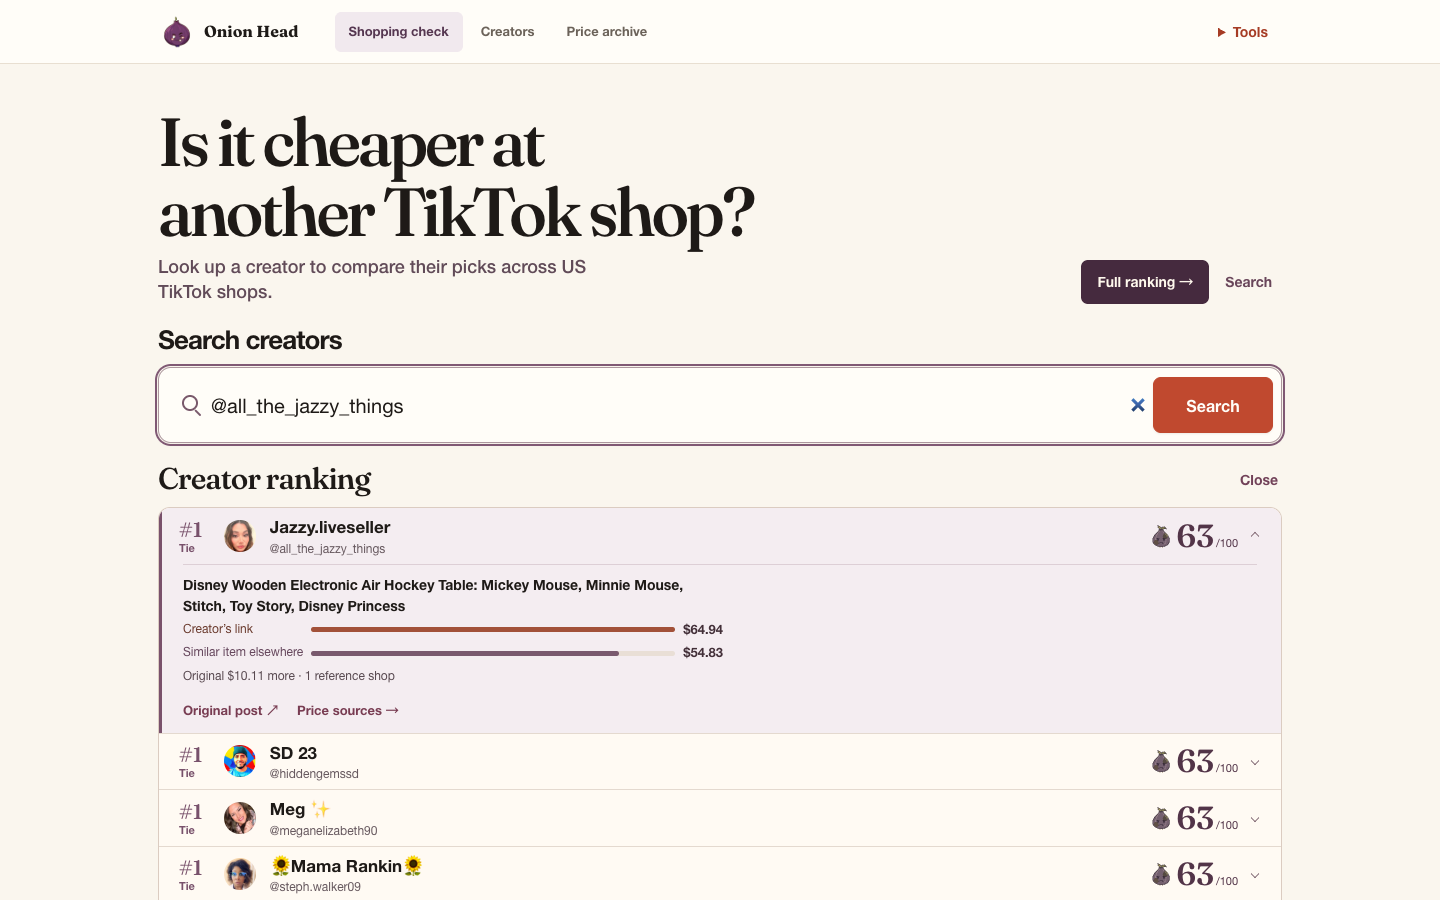 Onion Head
Shopping check
Creators
Price archive
▶ Tools
Is it cheaper at
another TikTok shop?
Look up a creator to compare their picks across US
TikTok shops.
Full ranking →
Search
Search creators
@all_the_jazzy_things
Search
Creator ranking
Close
#1
Tie
Jazzy.liveseller
@all_the_jazzy_things
63/100
Disney Wooden Electronic Air Hockey Table: Mickey Mouse, Minnie Mouse,
Stitch, Toy Story, Disney Princess
Creator's link $64.94
Similar item elsewhere $54.83
Original $10.11 more · 1 reference shop
Original post ↗ Price sources →
#1
Tie
SD 23
@hiddengemssd
63/100
#1
Tie
Meg ✨
@meganelizabeth90
63/100
#1
Tie
🌻Mama Rankin🌻
@steph.walker09
63/100